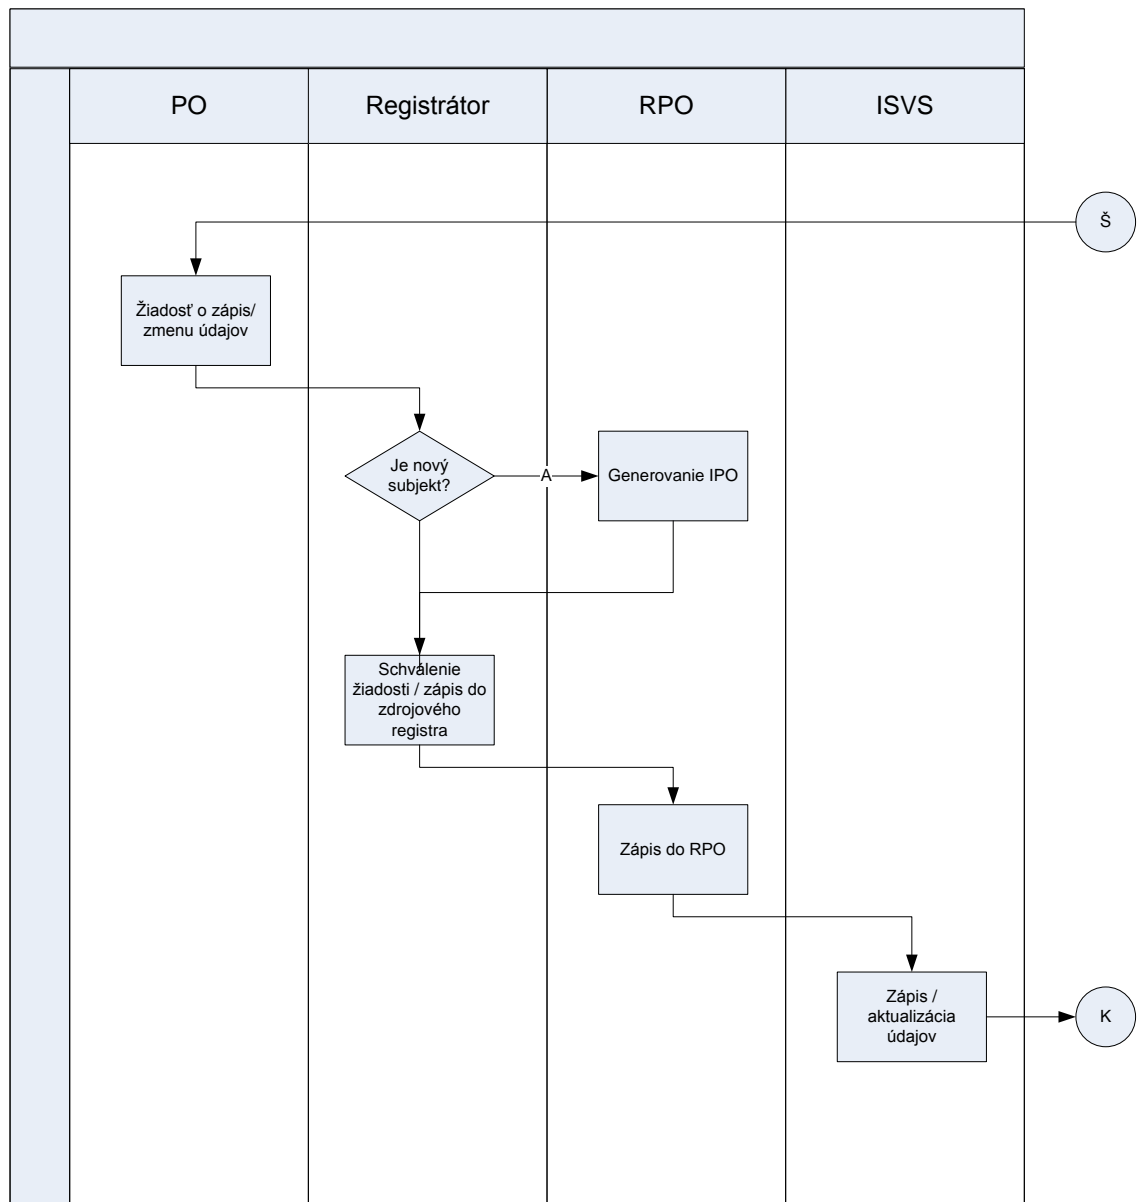 PO
Registrátor
RPO
ISVS
Š
Žiadosť o zápis/
zmenu údajov
Je nový
subjekt?
A
Generovanie IPO
Schválenie
žiadosti / zápis do
zdrojového
registra
Zápis do RPO
Zápis /
aktualizácia
údajov
K